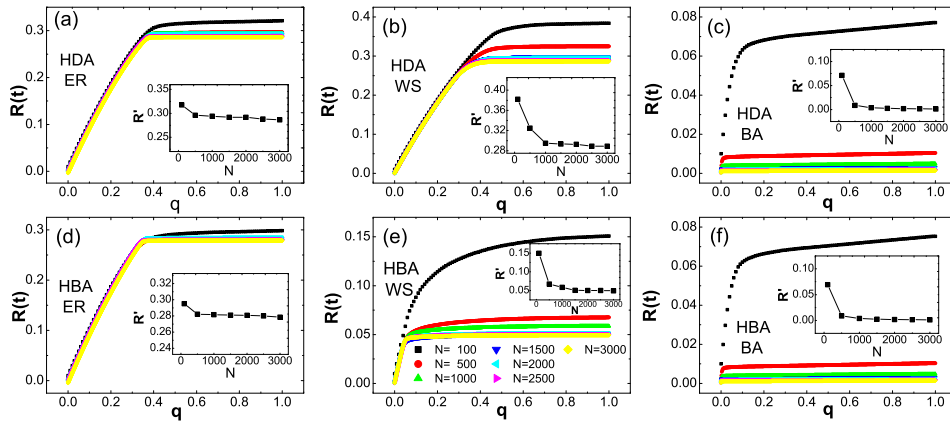 (a)
HDA
ER
R(t)
0.3
0.2
0.1
0.0
0.0 0.2 0.4 0.6 0.8 1.0
q
R'
0.35
0.30
0.25
0 1000 2000 3000
N
(b)
HDA
WS
R(t)
0.4
0.3
0.2
0.1
0.0
0.0 0.2 0.4 0.6 0.8 1.0
q
R'
0.40
0.36
0.32
0.28
0 1000 2000 3000
N
(c)
HDA
BA
R(t)
0.08
0.06
0.04
0.02
0.00
0.0 0.2 0.4 0.6 0.8 1.0
q
R'
0.10
0.05
0.00
0 1000 2000 3000
N
(d)
HBA
ER
R(t)
0.3
0.2
0.1
0.0
0.0 0.2 0.4 0.6 0.8 1.0
q
R'
0.32
0.30
0.28
0.26
0.24
0 1000 2000 3000
N
(e)
HBA
WS
R(t)
0.15
0.10
0.05
0.00
0.0 0.2 0.4 0.6 0.8 1.0
q
R'
0.15
0.10
0.05
0 1000 2000 3000
N
N= 100 N=1500 N=3000
N= 500 N=2000
N=1000 N=2500
(f)
HBA
BA
R(t)
0.08
0.06
0.04
0.02
0.00
0.0 0.2 0.4 0.6 0.8 1.0
q
R'
0.10
0.05
0.00
0 1000 2000 3000
N